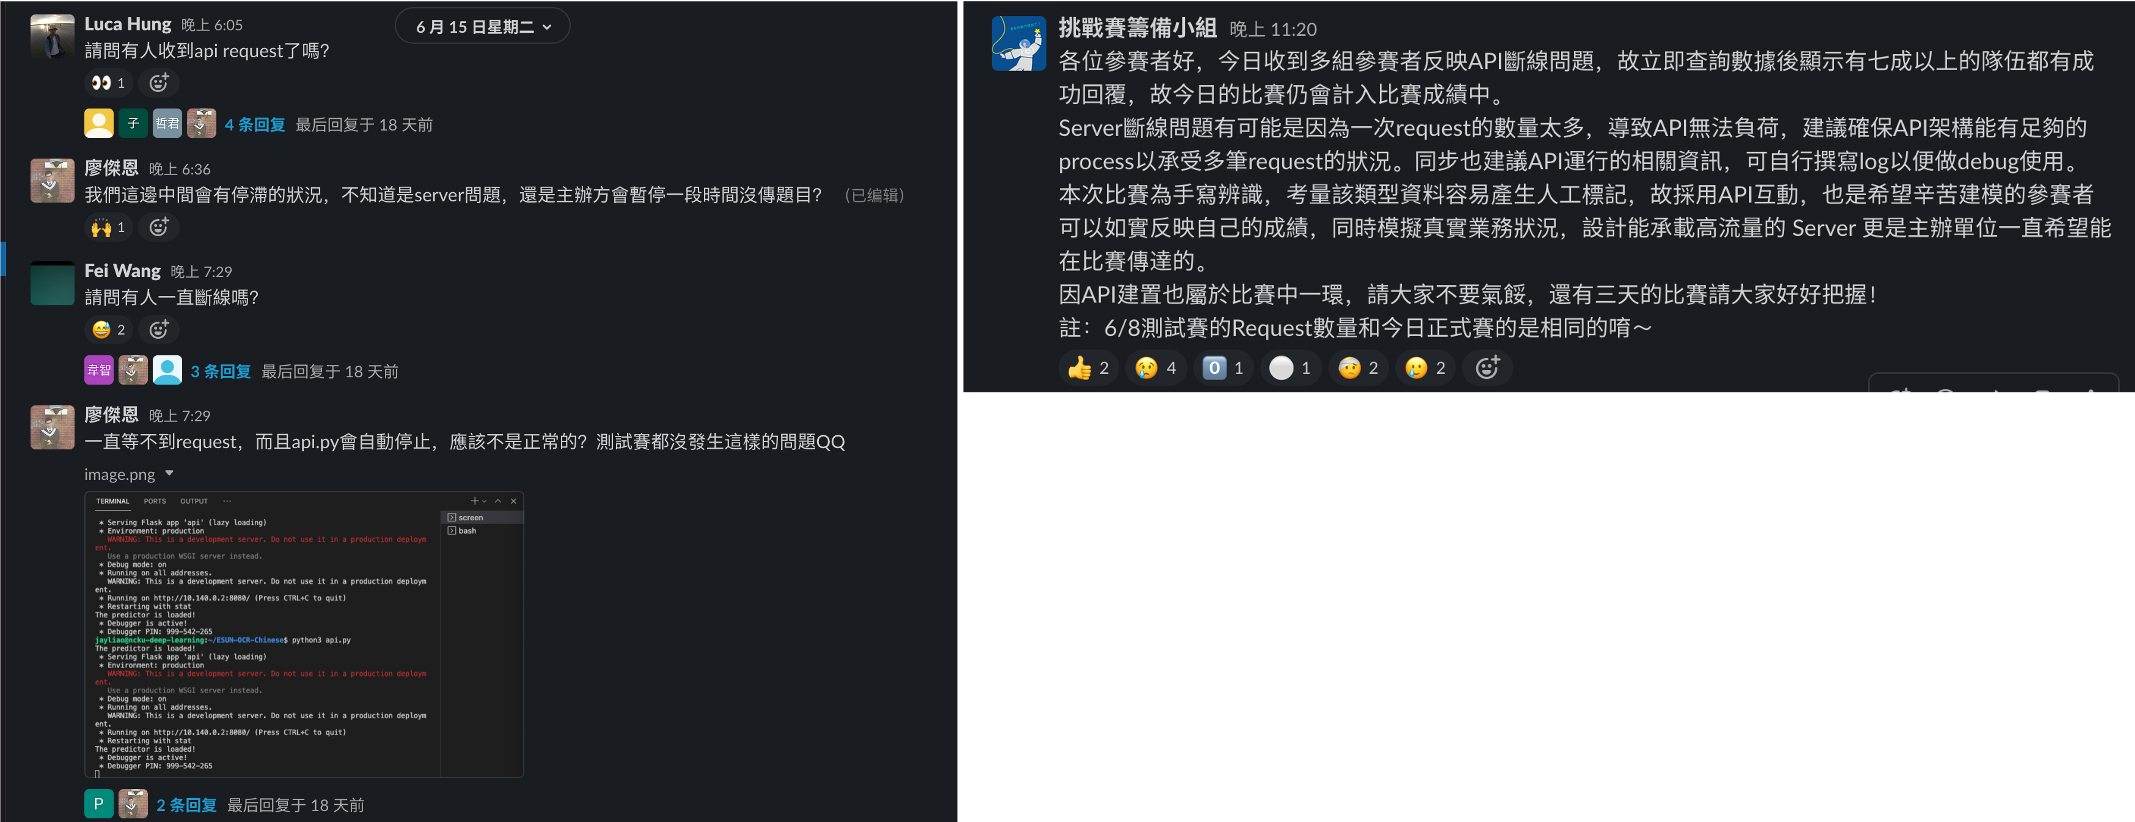 Luca Hung 晚上 6:05
6 月 15 日星期二
請問有人收到api request了嗎?
1
子 哲君 4 条回复 最后回复于 18 天前
廖傑恩 晚上 6:36
我們這邊中間會有停滯的狀況，不知道是server問題，還是主辦方會暫停一段時間沒傳題目？ （已编辑）
1
Fei Wang 晚上 7:29
請問有人一直斷線嗎?
2
韋智 3 条回复 最后回复于 18 天前
廖傑恩 晚上 7:29
一直等不到request，而且api.py會自動停止，應該不是正常的？測試賽都沒發生這樣的問題QQ
image.png
TERMINAL PORTS OUTPUT ···
screen
bash
* Serving Flask app 'api' (lazy loading)
* Environment: production
WARNING: This is a development server. Do not use it in a production deploym
ent.
Use a production WSGI server instead.
* Debug mode: on
* Running on all addresses.
WARNING: This is a development server. Do not use it in a production deploym
ent.
* Running on http://10.140.0.2:8080/ (Press CTRL+C to quit)
* Restarting with stat
The predictor is loaded!
* Debugger is active!
* Debugger PIN: 999-542-265
jayliao@ncku-deep-learning:~/ESUN-OCR-Chinese$ python3 api.py
The predictor is loaded!
* Serving Flask app 'api' (lazy loading)
* Environment: production
WARNING: This is a development server. Do not use it in a production deploym
ent.
Use a production WSGI server instead.
* Debug mode: on
* Running on all addresses.
WARNING: This is a development server. Do not use it in a production deploym
ent.
* Running on http://10.140.0.2:8080/ (Press CTRL+C to quit)
* Restarting with stat
The predictor is loaded!
* Debugger is active!
* Debugger PIN: 999-542-265
P 2 条回复 最后回复于 18 天前
挑戰賽籌備小組 晚上 11:20
各位參賽者好，今日收到多組參賽者反映API斷線問題，故立即查詢數據後顯示有七成以上的隊伍都有成
功回覆，故今日的比賽仍會計入比賽成績中。
Server斷線問題有可能是因為一次request的數量太多，導致API無法負荷，建議確保API架構能有足夠的
process以承受多筆request的狀況。同步也建議API運行的相關資訊，可自行撰寫log以便做debug使用。
本次比賽為手寫辨識，考量該類型資料容易產生人工標記，故採用API互動，也是希望辛苦建模的參賽者
可以如實反映自己的成績，同時模擬真實業務狀況，設計能承載高流量的 Server 更是主辦單位一直希望能
在比賽傳達的。
因API建置也屬於比賽中一環，請大家不要氣餒，還有三天的比賽請大家好好把握！
註：6/8測試賽的Request數量和今日正式賽的是相同的唷～
2 4 0 1 1 2 2